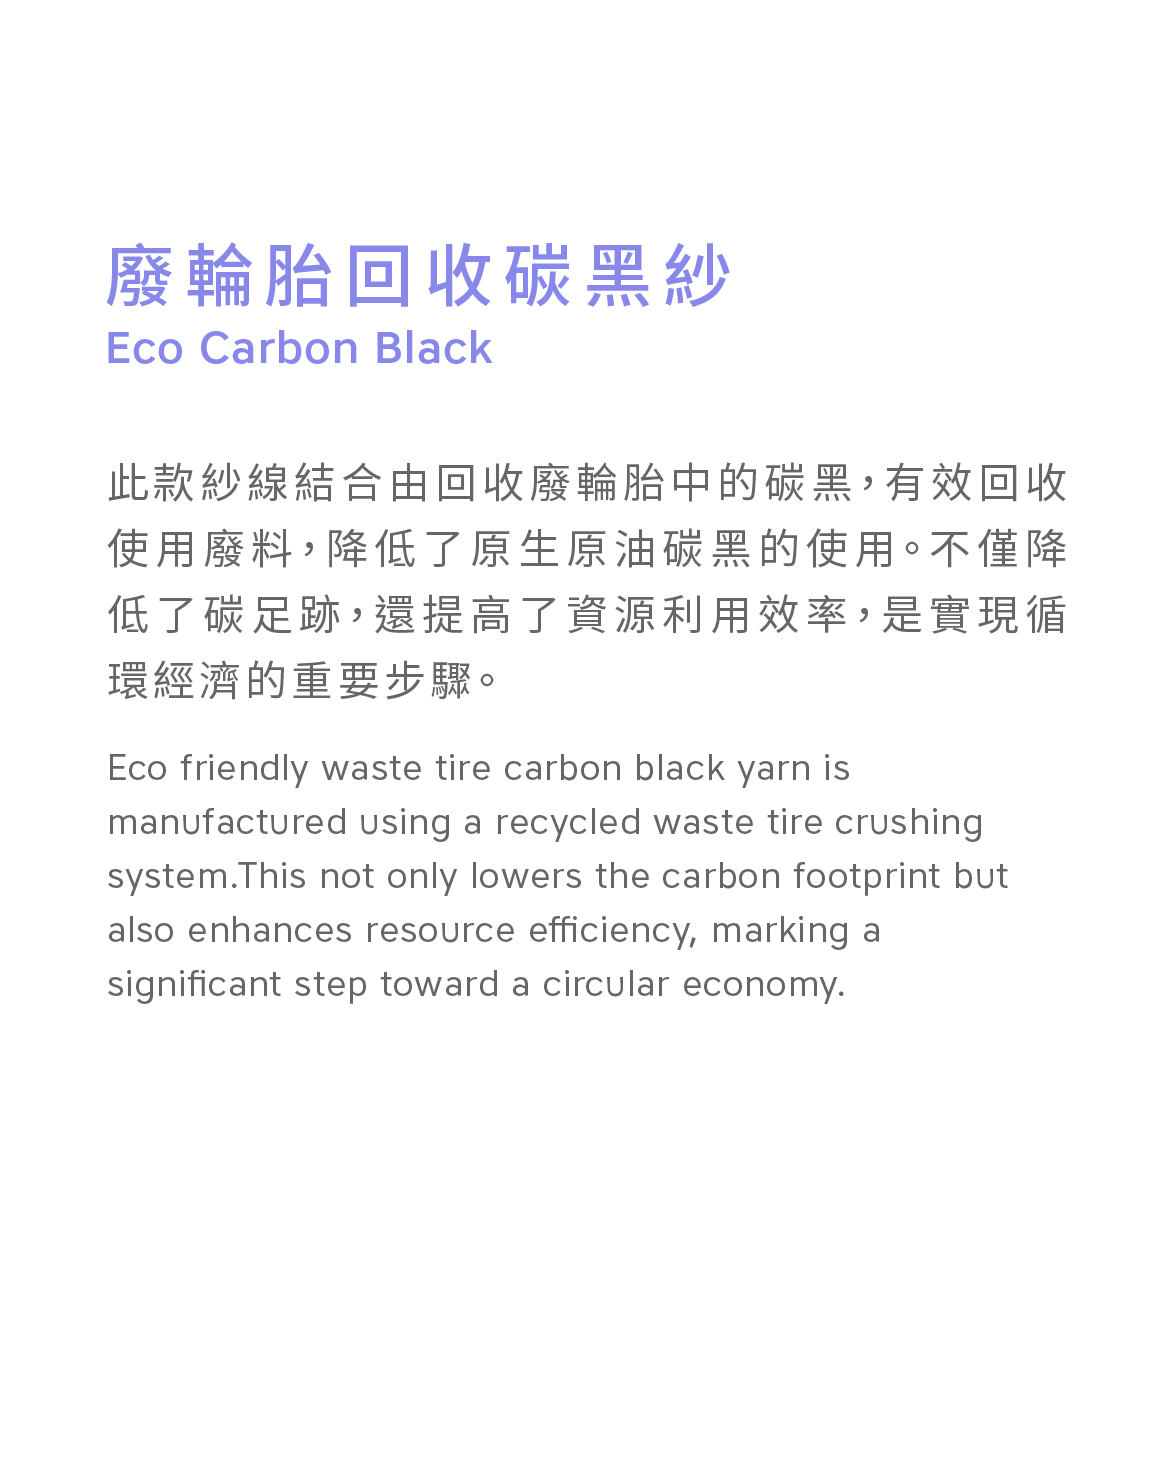 廢輪胎回收碳黑紗
Eco Carbon Black
此款紗線結合由回收廢輪胎中的碳黑，有效回收
使用廢料，降低了原生原油碳黑的使用。不僅降
低了碳足跡，還提高了資源利用效率，是實現循
環經濟的重要步驟。
Eco friendly waste tire carbon black yarn is
manufactured using a recycled waste tire crushing
system.This not only lowers the carbon footprint but
also enhances resource efficiency, marking a
significant step toward a circular economy.